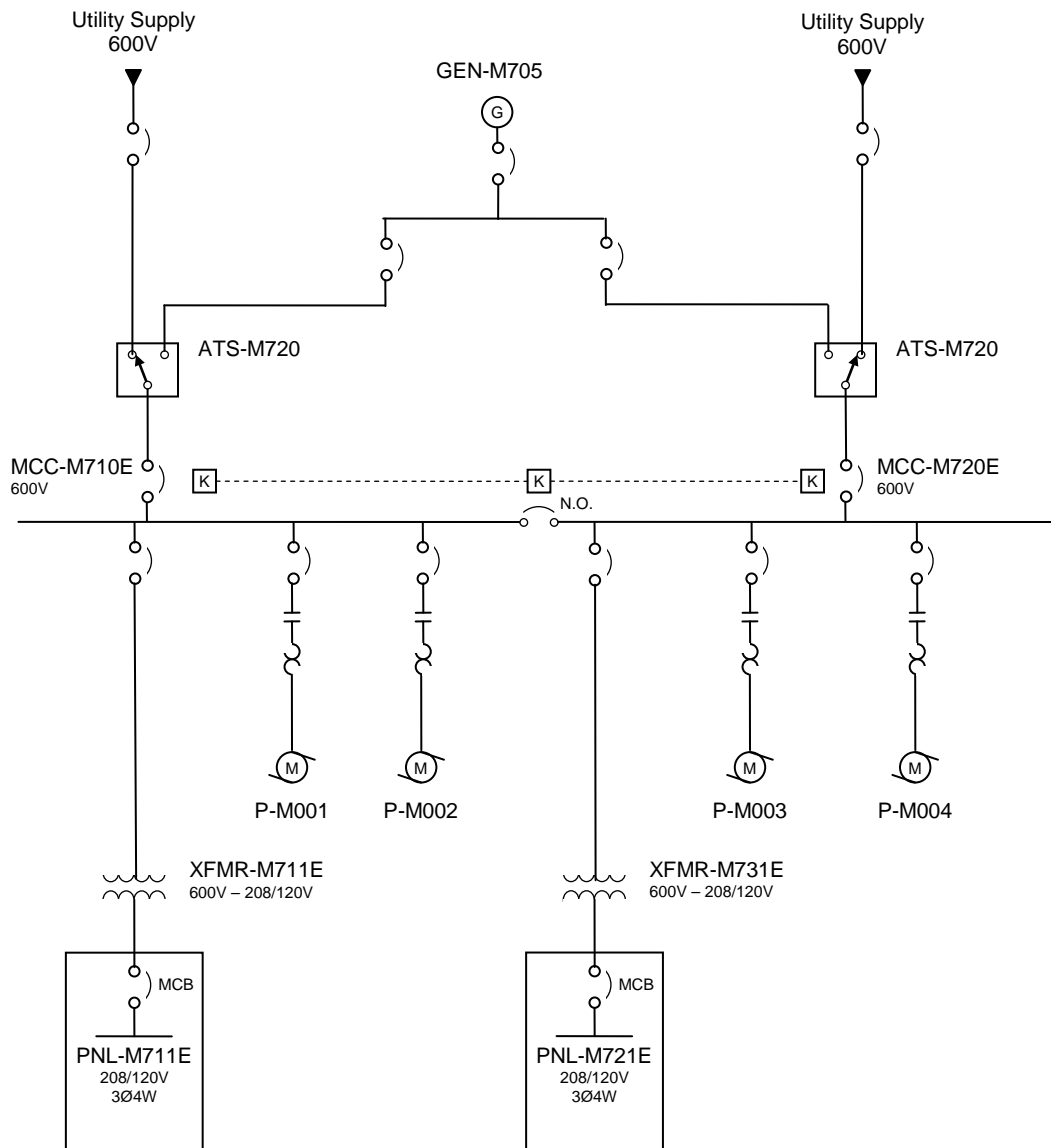 Utility Supply
600V
Utility Supply
600V
GEN-M705
G
ATS-M720
ATS-M720
MCC-M710E
600V
K
K
K
MCC-M720E
600V
N.O.
M
M
M
M
P-M001
P-M002
P-M003
P-M004
XFMR-M711E
600V – 208/120V
XFMR-M731E
600V – 208/120V
MCB
MCB
PNL-M711E
208/120V
3Ø4W
PNL-M721E
208/120V
3Ø4W